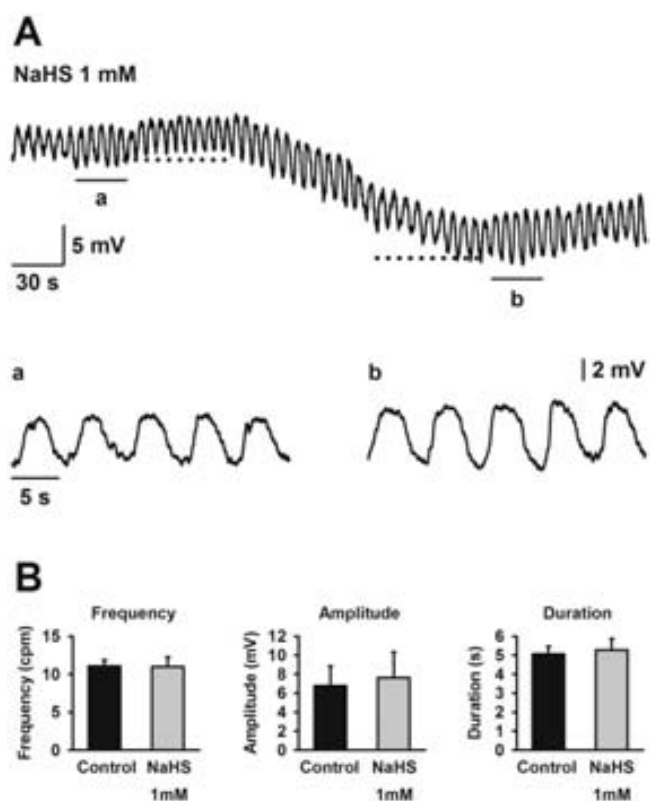 A
NaHS 1 mM
a
5 mV
30 s
b
a
b
2 mV
5 s
B
Frequency
Amplitude
Duration
Frequency (cpm)
15
10
5
0
Control
NaHS
1mM
Amplitude (mV)
12
10
8
6
4
2
0
Control
NaHS
1mM
Duration (s)
6
5
4
3
2
1
0
Control
NaHS
1mM